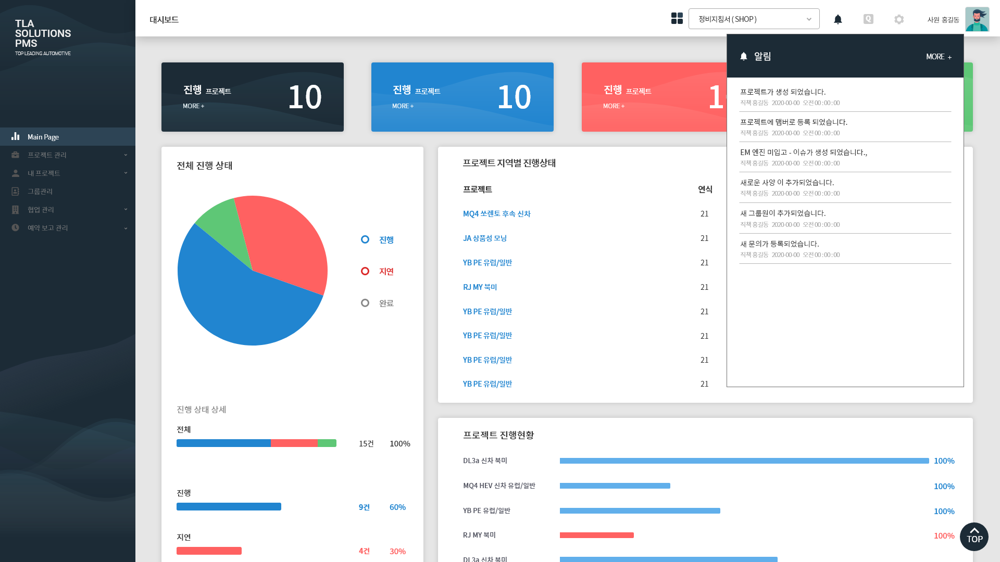 TLA
SOLUTIONS
PMS
TOP LEADING AUTOMOTIVE
Main Page
프로젝트 관리
내 프로젝트
그룹관리
협업 관리
예약 보고 관리
대시보드
정비지침서 ( SHOP )
Q
사원 홍길동
진행 프로젝트
MORE +
10
진행 프로젝트
MORE +
10
진행 프로젝트
MORE +
1
알림
MORE +
프로젝트가 생성 되었습니다.
직책 홍길동 2020-00-00 오전 00 : 00 : 00
프로젝트에 맴버로 등록 되었습니다.
직책 홍길동 2020-00-00 오전 00 : 00 : 00
EM 엔진 미입고 - 이슈가 생성 되었습니다.,
직책 홍길동 2020-00-00 오전 00 : 00 : 00
새로운 사양 이 추가되었습니다.
직책 홍길동 2020-00-00 오전 00 : 00 : 00
새 그룹원이 추가되었습니다.
직책 홍길동 2020-00-00 오전 00 : 00 : 00
새 문의가 등록되었습니다.
직책 홍길동 2020-00-00 오전 00 : 00 : 00
전체 진행 상태
진행
지연
완료
진행 상태 상세
전체
15건 100%
진행
9건 60%
지연
4건 30%
프로젝트 지역별 진행상태
프로젝트 연식
MQ4 쏘렌토 후속 신차 21
JA 상품성 모닝 21
YB PE 유럽/일반 21
RJ MY 북미 21
YB PE 유럽/일반 21
YB PE 유럽/일반 21
YB PE 유럽/일반 21
YB PE 유럽/일반 21
프로젝트 진행현황
DL3a 신차 북미 100%
MQ4 HEV 신차 유럽/일반 100%
YB PE 유럽/일반 100%
RJ MY 북미 100%
DL3a 신차 북미
TOP